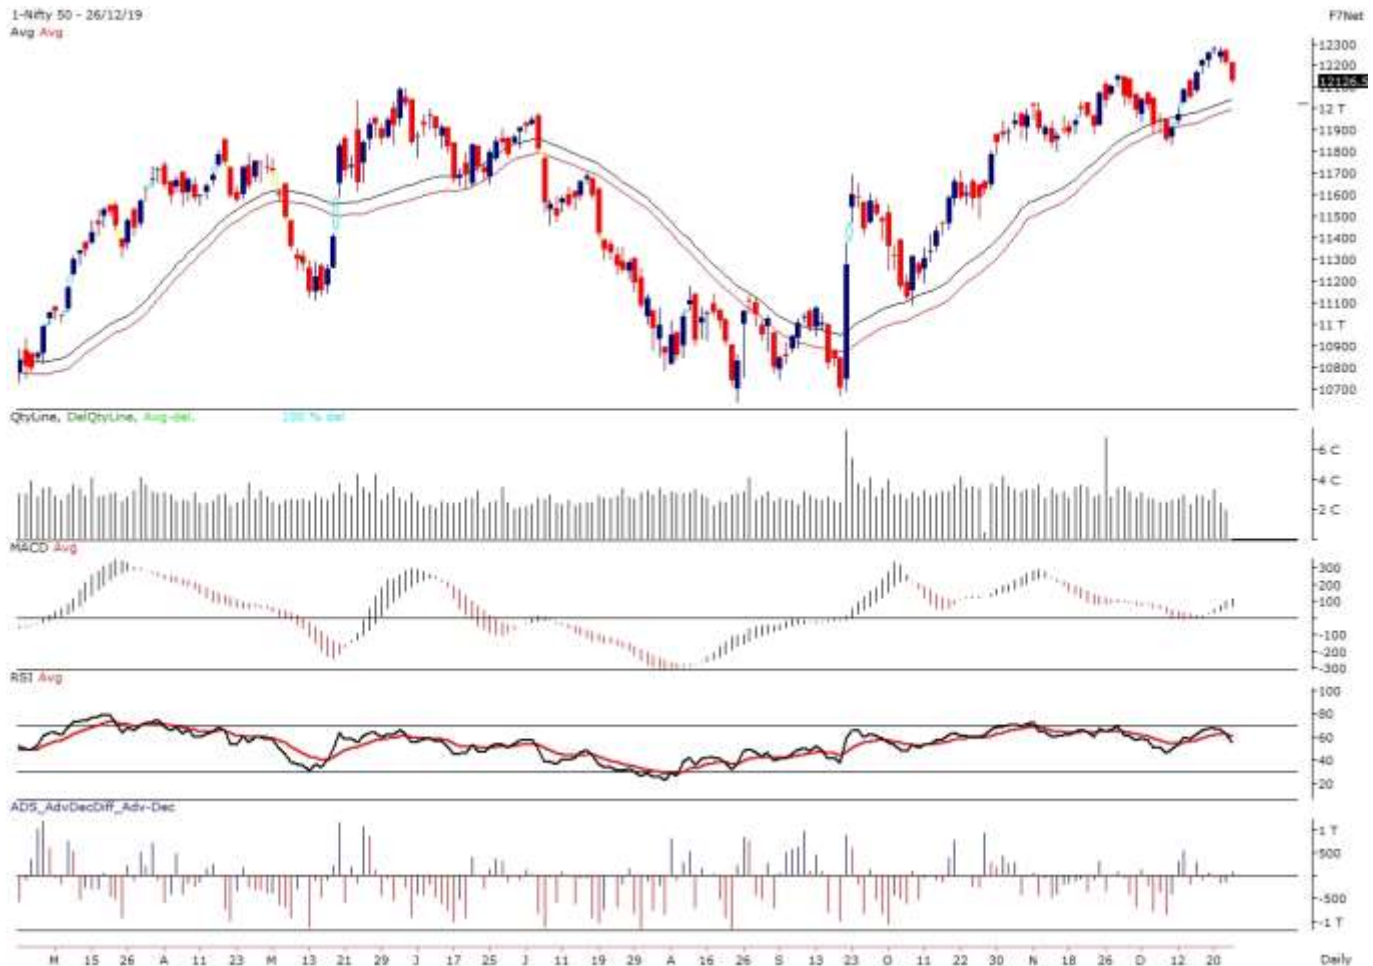 1-Nifty 50 - 26/12/19
F7Net
Avg Avg
12300
12200
12126.5
12 T
11900
11800
11700
11600
11500
11400
11300
11200
11100
11 T
10900
10800
10700
QtyLine, DelQtyLine, Avg-del. 100 % del
6 C
4 C
2 C
MACD Avg
300
200
100
-100
-200
-300
RSI Avg
100
80
60
40
20
ADS_AdvDecDiff_Adv-Dec
1 T
500
-500
-1 T
M 15 26 A 11 23 M 13 21 29 J 17 25 J 11 19 29 A 16 26 S 13 23 O 11 22 30 N 18 26 D 12 20 Daily